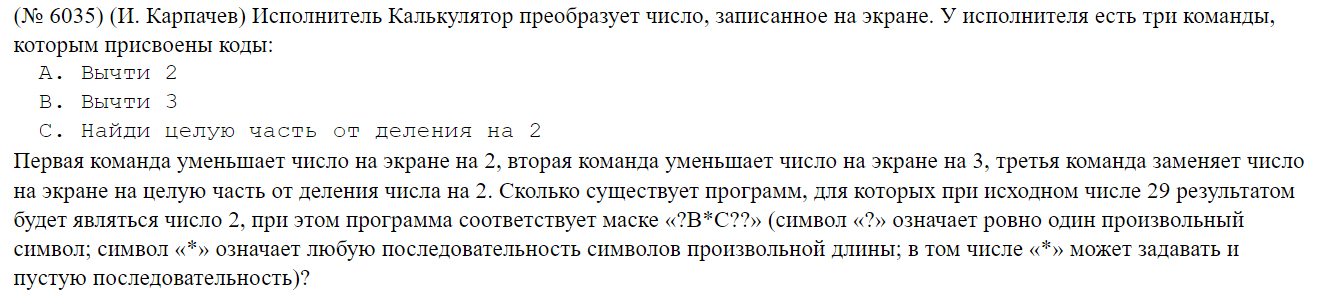 (№ 6035) (И. Карпачев) Исполнитель Калькулятор преобразует число, записанное на экране. У исполнителя есть три команды,
которым присвоены коды:
A. Вычти 2
B. Вычти 3
C. Найди целую часть от деления на 2
Первая команда уменьшает число на экране на 2, вторая команда уменьшает число на экране на 3, третья команда заменяет число
на экране на целую часть от деления числа на 2. Сколько существует программ, для которых при исходном числе 29 результатом
будет являться число 2, при этом программа соответствует маске «?B*C??» (символ «?» означает ровно один произвольный
символ; символ «*» означает любую последовательность символов произвольной длины; в том числе «*» может задавать и
пустую последовательность)?